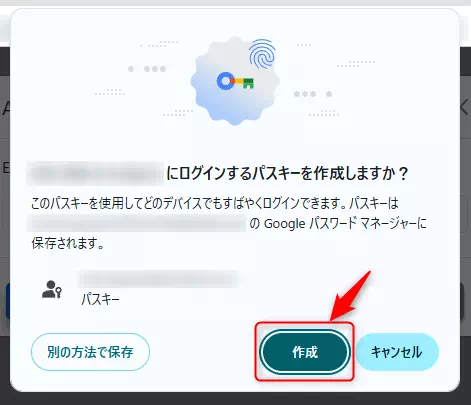 にログインするパスキーを作成しますか？
このパスキーを使用してどのデバイスでもすばやくログインできます。パスキーは
の Google パスワード マネージャーに
保存されます。
パスキー
別の方法で保存
作成
キャンセル